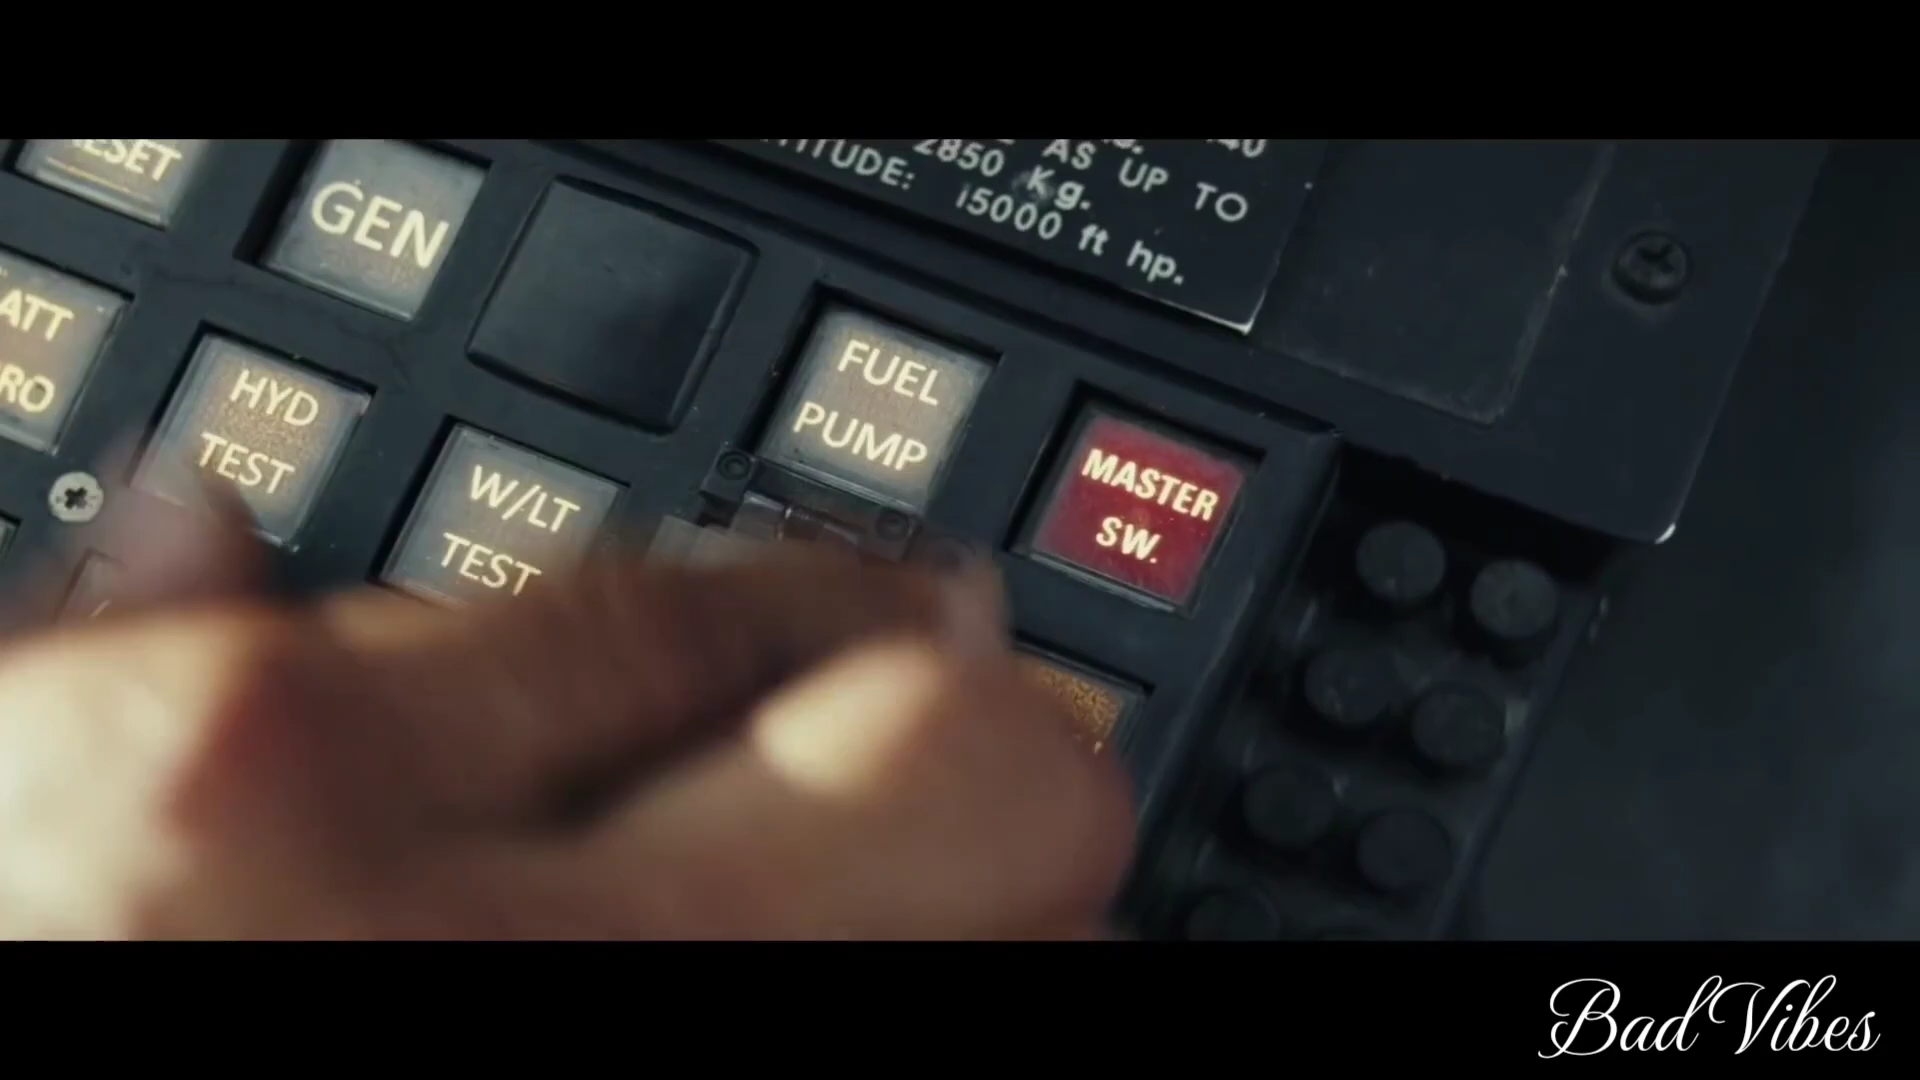 AS UP TO
2850 Kg.
15000 ft hp.
GEN
FUEL
PUMP
MASTER
SW.
HYD
TEST
W/LT
TEST
Bad Vibes